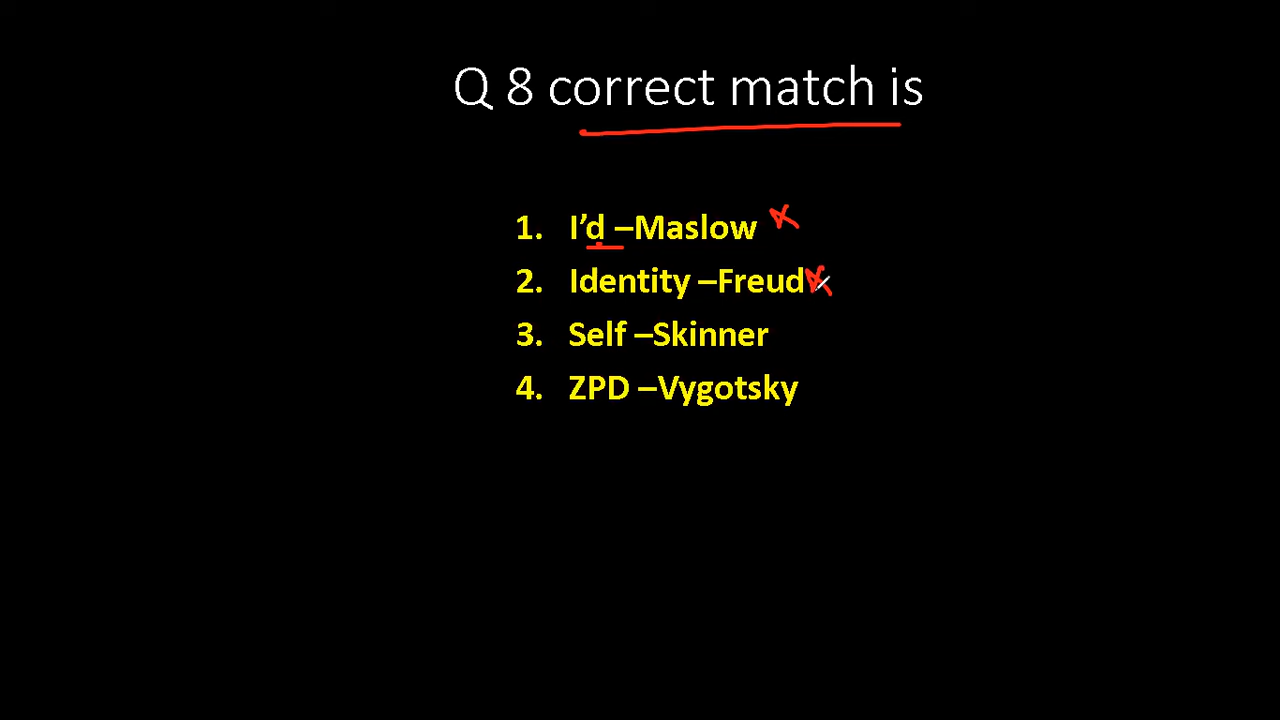 Q 8 correct match is
1. I’d –Maslow
2. Identity –Freud
3. Self –Skinner
4. ZPD –Vygotsky